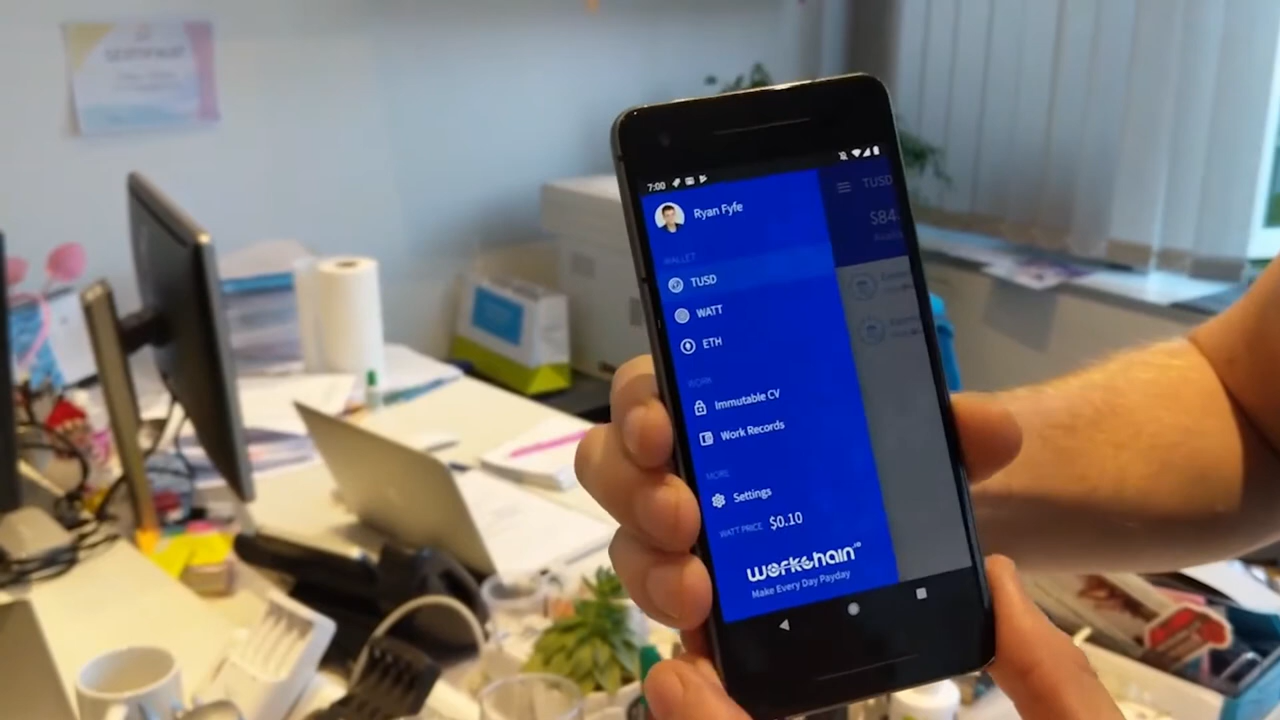 7:00
Ryan Fyfe
TUSD
$84
WALLET
TUSD
WATT
ETH
WORK
Immutable CV
Work Records
MORE
Settings
WATT PRICE $0.10
workchain
Make Every Day Payday